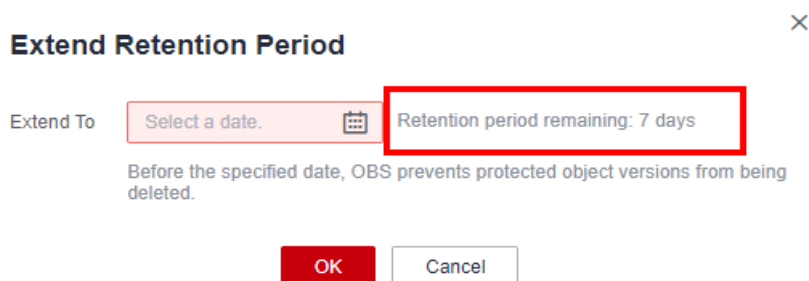 Extend Retention Period
Extend To Select a date. Retention period remaining: 7 days
Before the specified date, OBS prevents protected object versions from being
deleted.
OK Cancel